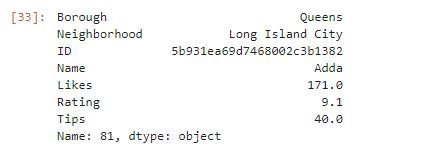 [33]: Borough Queens
Neighborhood Long Island City
ID 5b931ea69d7468002c3b1382
Name Adda
Likes 171.0
Rating 9.1
Tips 40.0
Name: 81, dtype: object